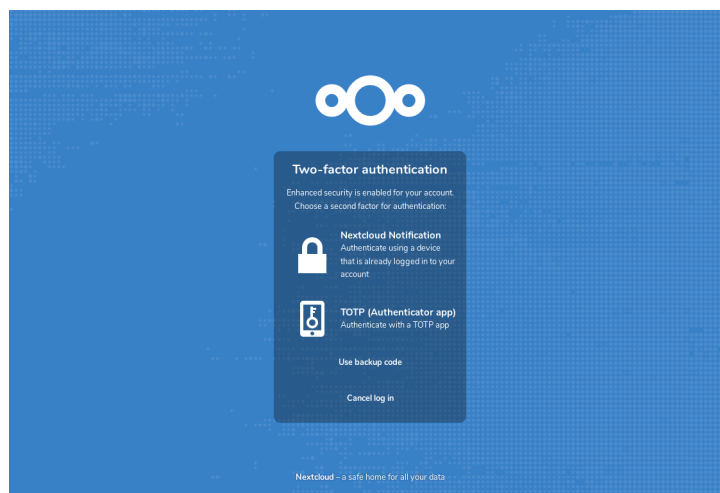 Two-factor authentication
Enhanced security is enabled for your account.
Choose a second factor for authentication:
Nextcloud Notification
Authenticate using a device
that is already logged in to your
account
TOTP (Authenticator app)
Authenticate with a TOTP app
Use backup code
Cancel log in
Nextcloud – a safe home for all your data